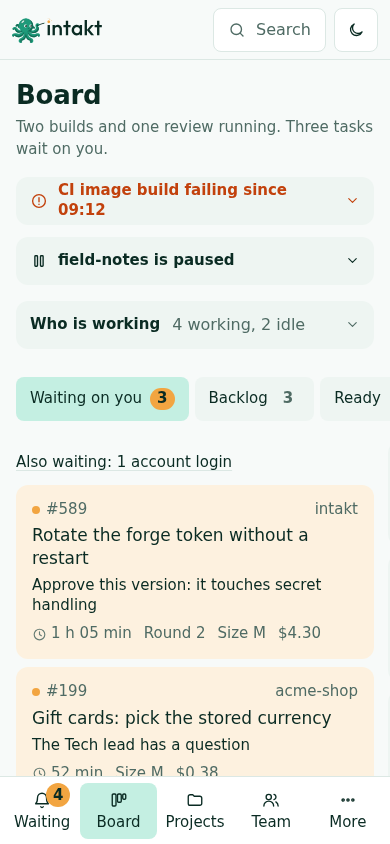 intakt
Search
Board
Two builds and one review running. Three tasks
wait on you.
CI image build failing since
09:12
field-notes is paused
Who is working 4 working, 2 idle
Waiting on you 3 Backlog 3 Ready
Also waiting: 1 account login
#589 intakt
Rotate the forge token without a
restart
Approve this version: it touches secret
handling
1 h 05 min Round 2 Size M $4.30
#199 acme-shop
Gift cards: pick the stored currency
The Tech lead has a question
52 min Size M $0.38
4
Waiting Board Projects Team More